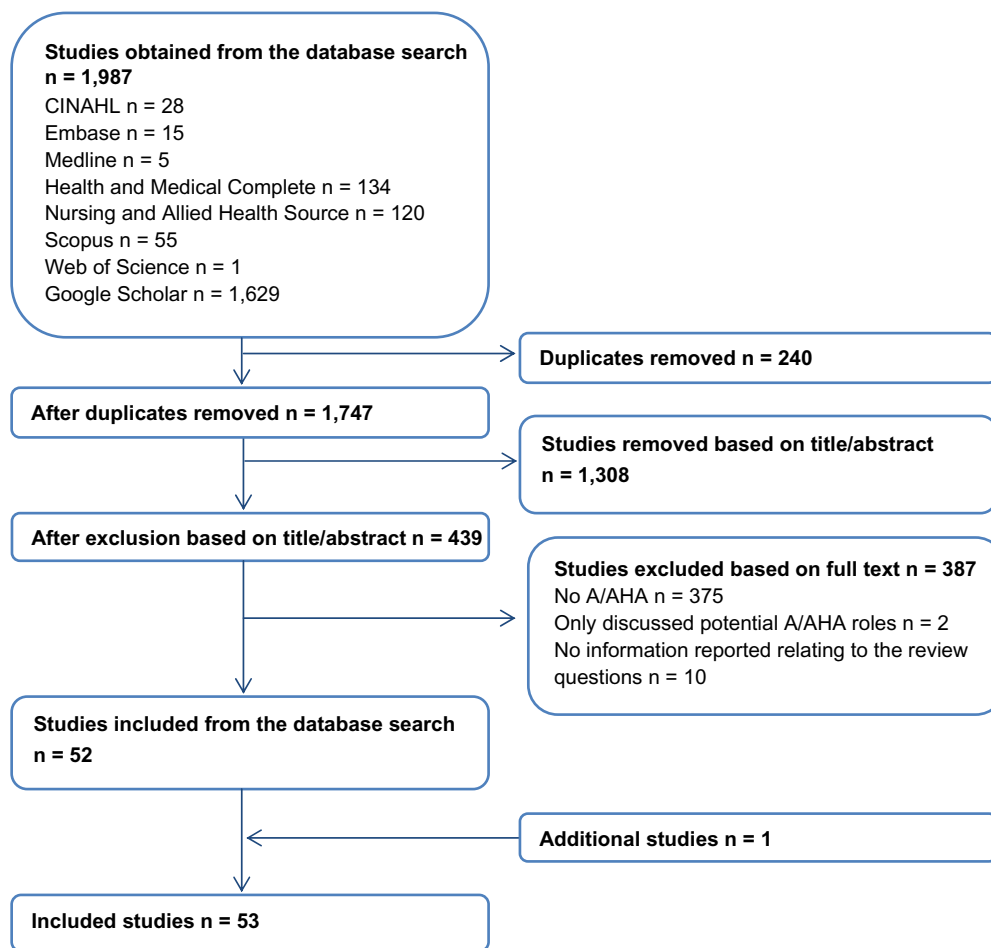 Studies obtained from the database search
n = 1,987
CINAHL n = 28
Embase n = 15
Medline n = 5
Health and Medical Complete n = 134
Nursing and Allied Health Source n = 120
Scopus n = 55
Web of Science n = 1
Google Scholar n = 1,629
Duplicates removed n = 240
After duplicates removed n = 1,747
Studies removed based on title/abstract
n = 1,308
After exclusion based on title/abstract n = 439
Studies excluded based on full text n = 387
No A/AHA n = 375
Only discussed potential A/AHA roles n = 2
No information reported relating to the review
questions n = 10
Studies included from the database search
n = 52
Additional studies n = 1
Included studies n = 53